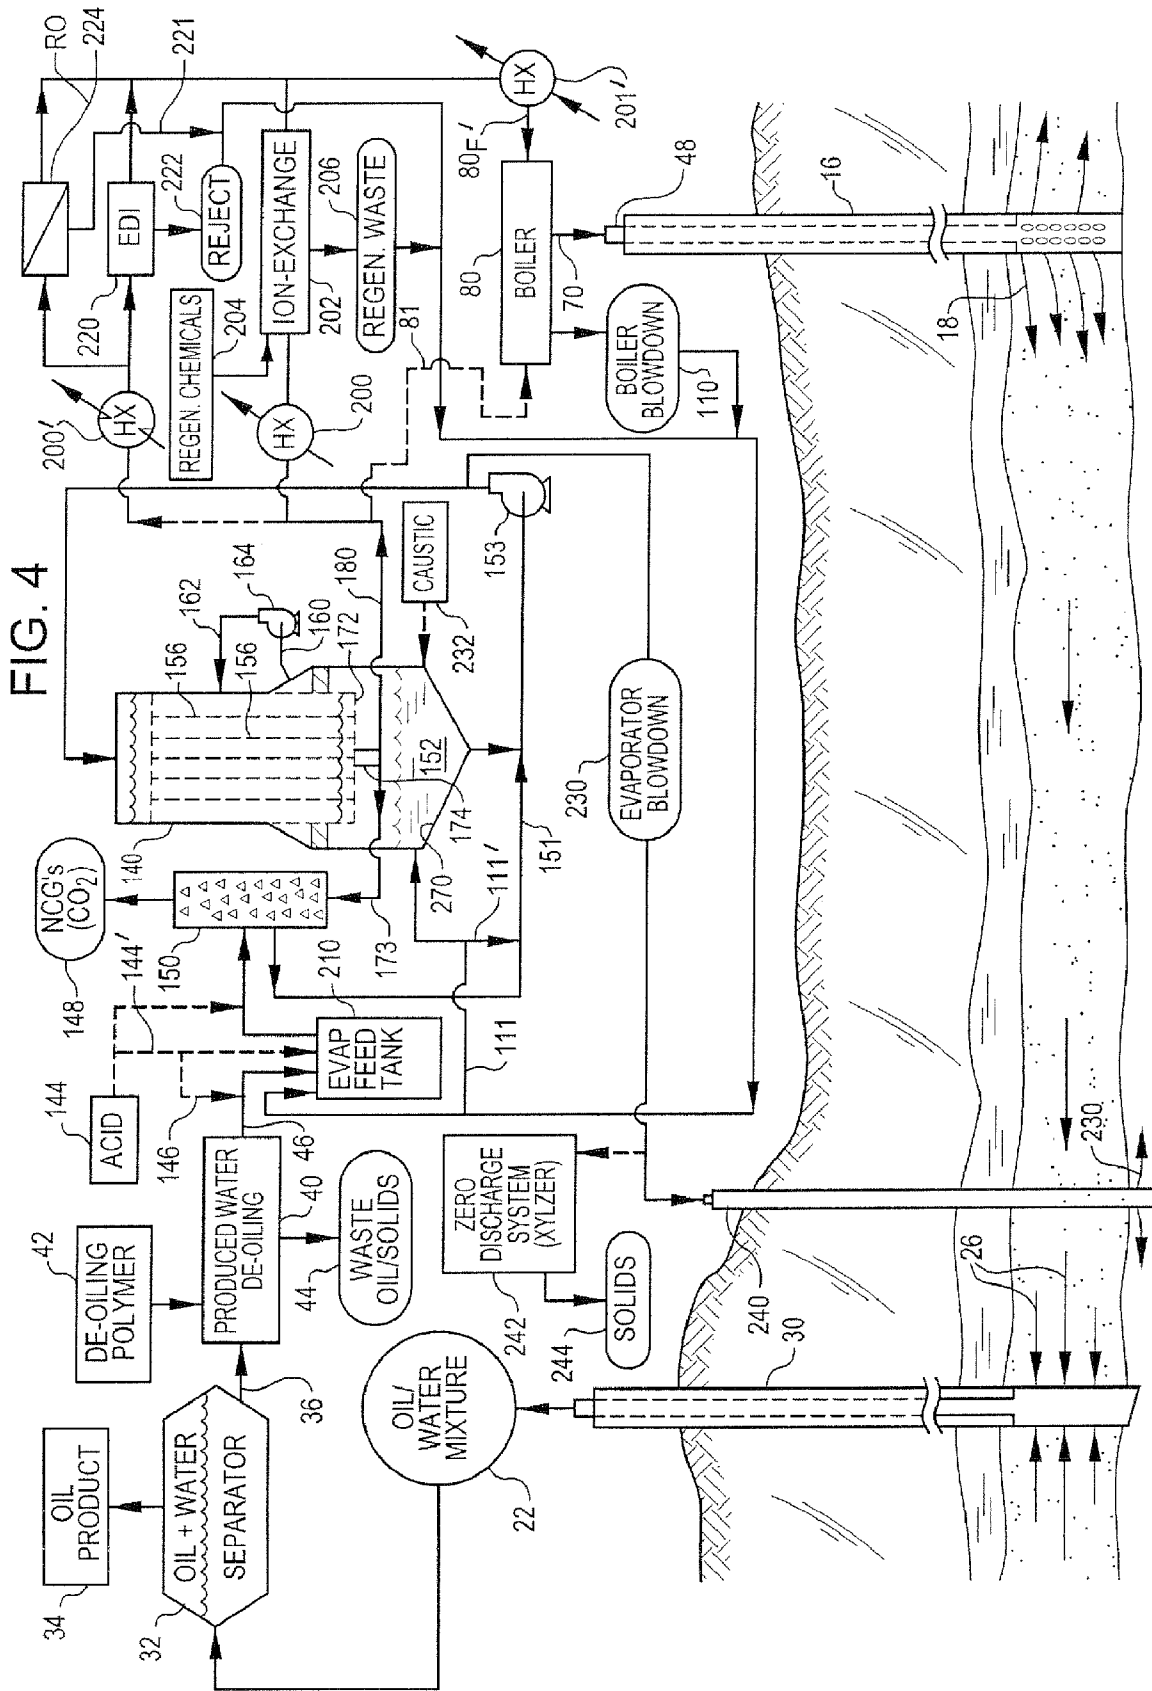 FIG. 4
34
OIL
PRODUCT
32
OIL + WATER
SEPARATOR
36
42
DE-OILING
POLYMER
PRODUCED WATER
DE-OILING
40
44
WASTE
OIL/SOLIDS
OIL/
WATER
MIXTURE
22
144
ACID
144'
146
46
148
NCG's
(CO2)
150
210
EVAP
FEED
TANK
173
111
111'
140
156
156
162
164
160
172
180
152
174
270
151
CAUSTIC
232
153
200'
HX
220
EDI
RO
224
221
222
REJECT
REGEN. CHEMICALS
204
HX
200
ION-EXCHANGE
202
206
REGEN. WASTE
81
80
BOILER
80F'
HX
201'
70
48
BOILER
BLOWDOWN
110
230
EVAPORATOR
BLOWDOWN
ZERO
DISCHARGE
SYSTEM
(XYLZER)
242
244
SOLIDS
240
30
26
230
18
16